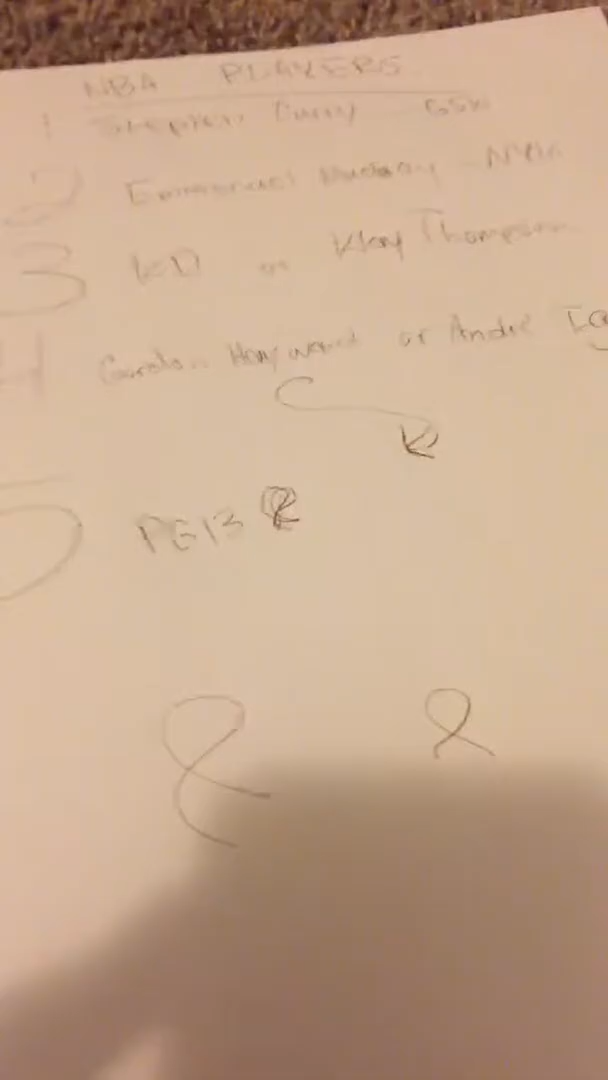 NBA PLAYERS
1 Stephen Curry GSW
2 Emmanuel Mudiay
3 KD or Klay Thompson
4 Gordon Hayward or Andre
5 PG13